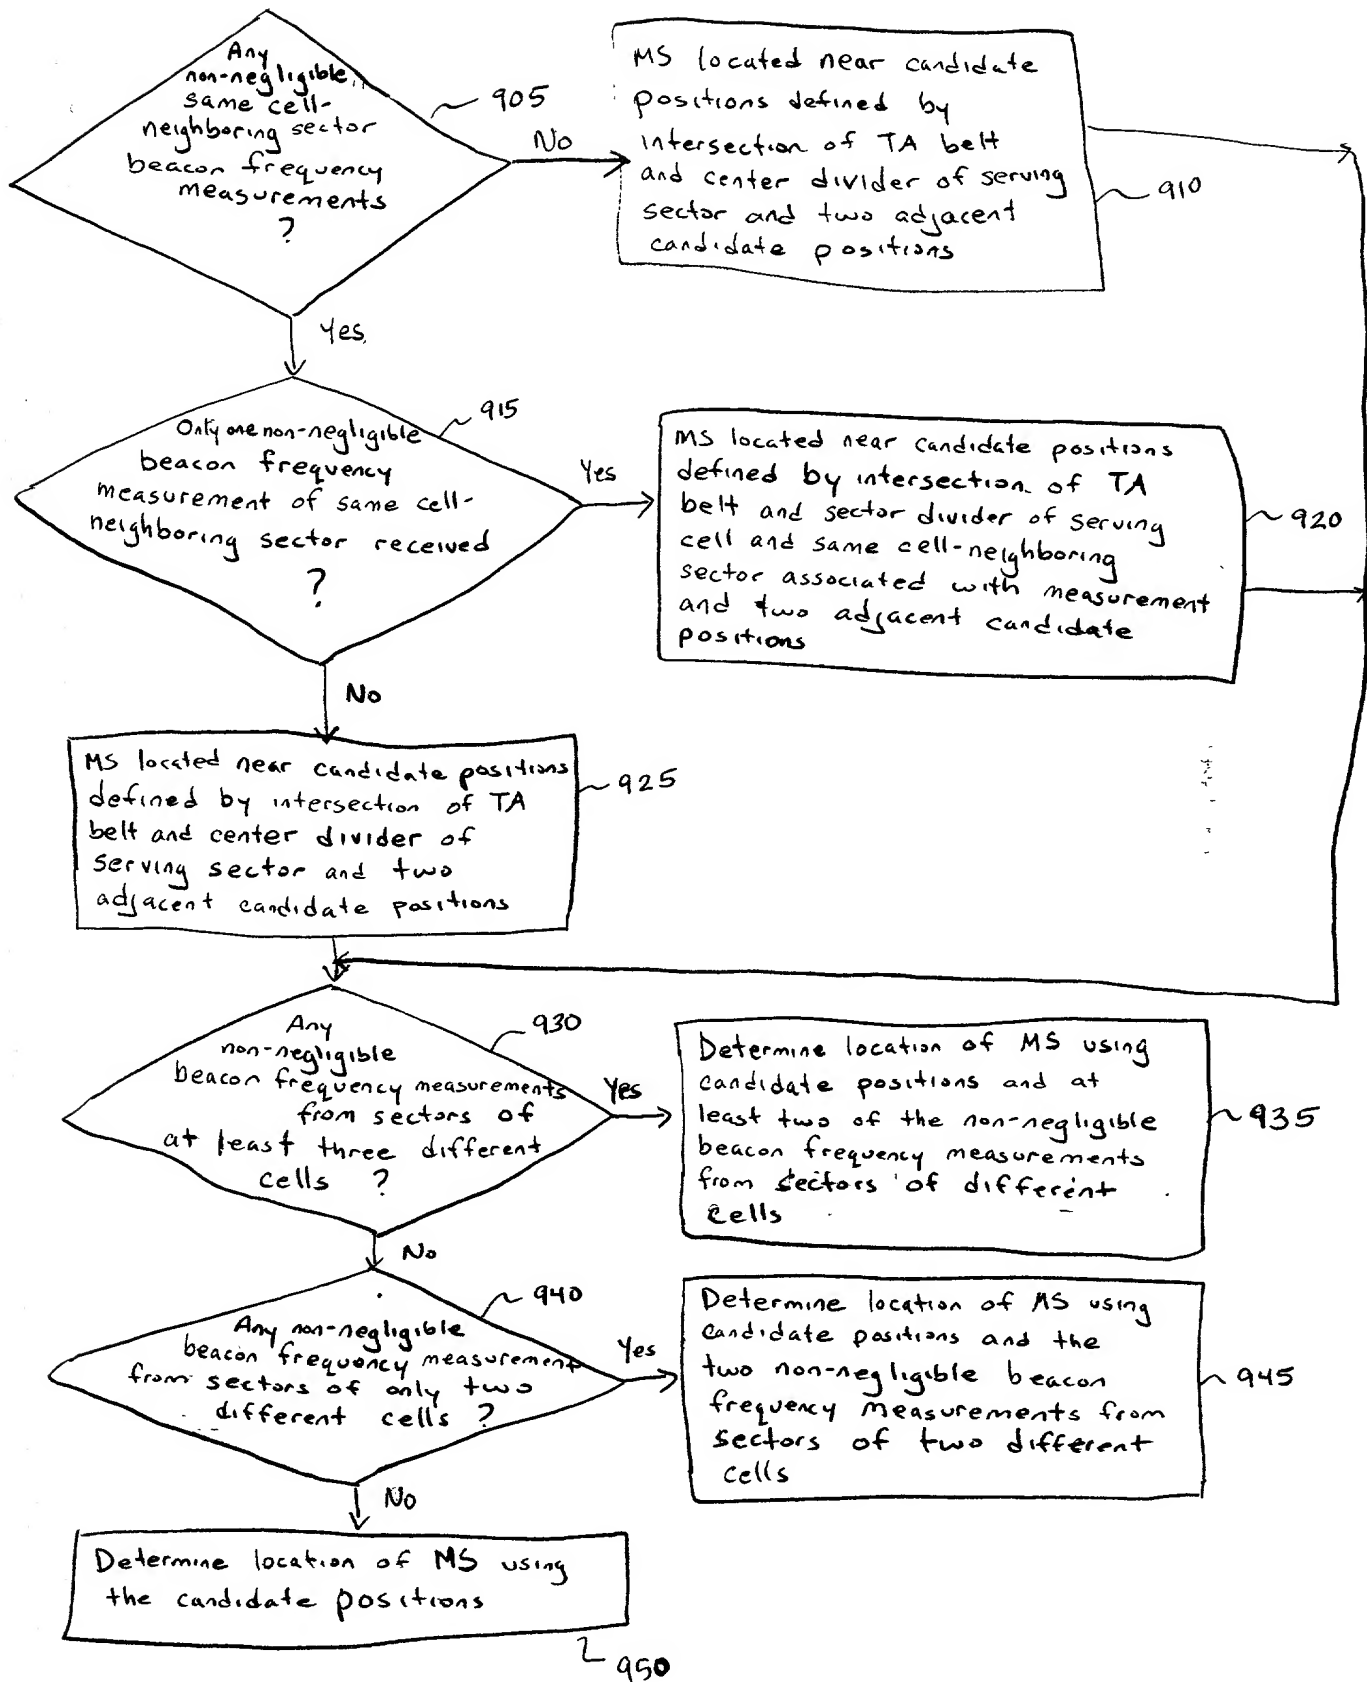 Any
non-negligible,
same cell-
neighboring sector
beacon frequency
measurements
?
905
No
MS located near candidate
positions defined by
intersection of TA belt
and center divider of serving
sector and two adjacent
candidate positions
910
Yes
Only one non-negligible
beacon frequency
measurement of same cell-
neighboring sector received
?
915
Yes
MS located near candidate positions
defined by intersection of TA
belt and sector divider of serving
cell and same cell-neighboring
sector associated with measurement
and two adjacent candidate
positions
920
No
MS located near candidate positions
defined by intersection of TA
belt and center divider of
serving sector and two
adjacent candidate positions
925
Any
non-negligible
beacon frequency measurements
from sectors of
at least three different
cells ?
930
Yes
Determine location of MS using
candidate positions and at
least two of the non-negligible
beacon frequency measurements
from sectors of different
cells
935
No
Any non-negligible
beacon frequency measurement
from sectors of only two
different cells ?
940
Yes
Determine location of MS using
candidate positions and the
two non-negligible beacon
frequency measurements from
sectors of two different
cells
945
No
Determine location of MS using
the candidate positions
950